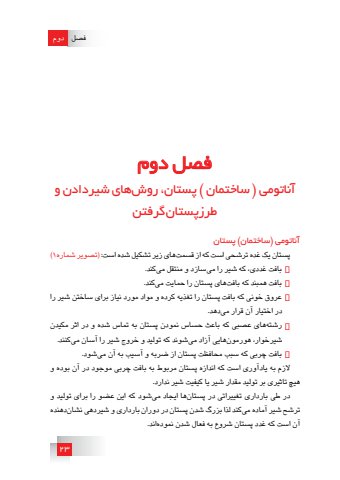 فصل دوم
فصل دوم
آناتومی ( ساختمان ) پستان، روش‌های شیردادن و
طرزپستان‌گرفتن
آناتومی (ساختمان) پستان
پستان یک غده ترشحی است که از قسمت‌های زیر تشکیل شده است: (تصویر شماره۱)
بافت غددی، که شیر را می‌سازد و منتقل می‌کند.
بافت همبند که بافت‌های پستان را حمایت می‌کند.
عروق خونی که بافت پستان را تغذیه کرده و مواد مورد نیاز برای ساختن شیر را
در اختیار آن قرار می‌دهد.
رشته‌های عصبی که باعث حساس نمودن پستان به تماس شده و در اثر مکیدن
شیرخوار، هورمون‌هایی آزاد می‌شوند که تولید و خروج شیر را آسان می‌کنند.
بافت چربی که سبب محافظت پستان از ضربه و آسیب به آن می‌شود.
لازم به یادآوری است که اندازه پستان مربوط به بافت چربی موجود در آن بوده و
هیچ تاثیری بر تولید مقدار شیر یا کیفیت شیر ندارد.
در طی بارداری تغییراتی در پستان‌ها ایجاد می‌شود که این عضو را برای تولید و
ترشح شیر آماده می‌کند لذا بزرگ شدن پستان در دوران بارداری و شیردهی نشان‌دهنده
آن است که غدد پستان شروع به فعال شدن نموده‌اند.
۲۳